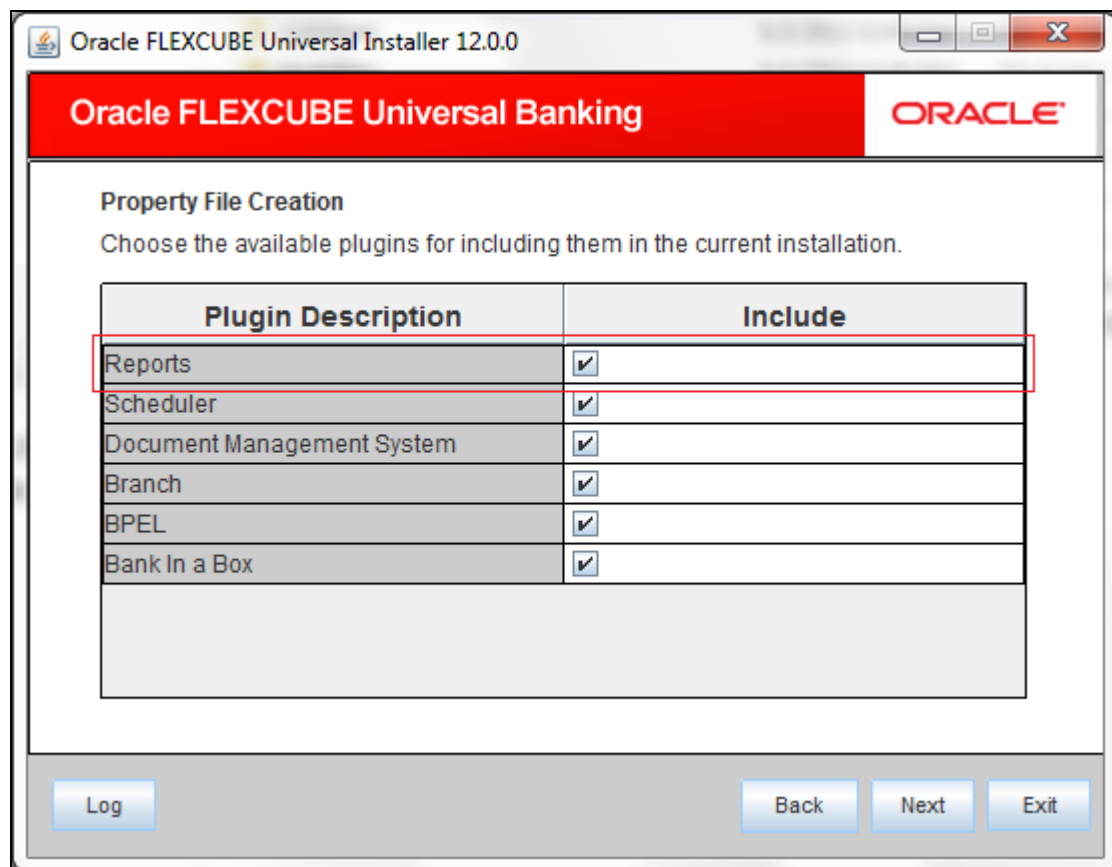 Oracle FLEXCUBE Universal Installer 12.0.0
Oracle FLEXCUBE Universal Banking
ORACLE
Property File Creation
Choose the available plugins for including them in the current installation.
Plugin Description Include
Reports
Scheduler
Document Management System
Branch
BPEL
Bank In a Box
Log Back Next Exit